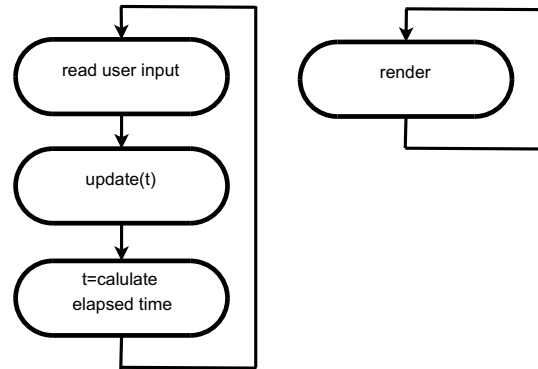 read user input
update(t)
t=calulate
elapsed time
render